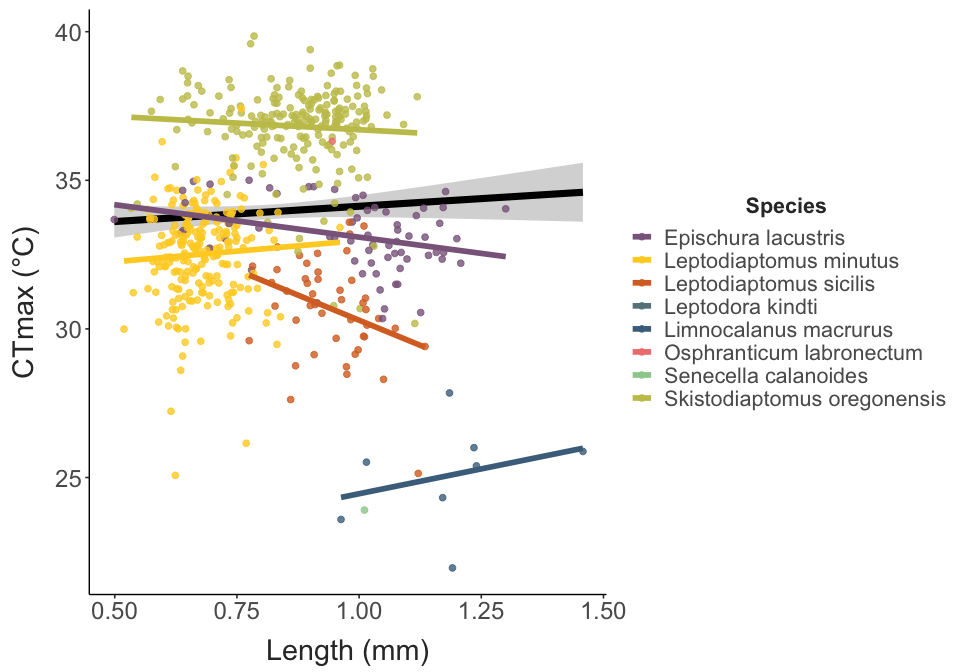 40
35
30
25
CTmax (°C)
0.50 0.75 1.00 1.25 1.50
Length (mm)
Species
Epischura lacustris
Leptodiaptomus minutus
Leptodiaptomus sicilis
Leptodora kindti
Limnocalanus macrurus
Osphranticum labronectum
Senecella calanoides
Skistodiaptomus oregonensis